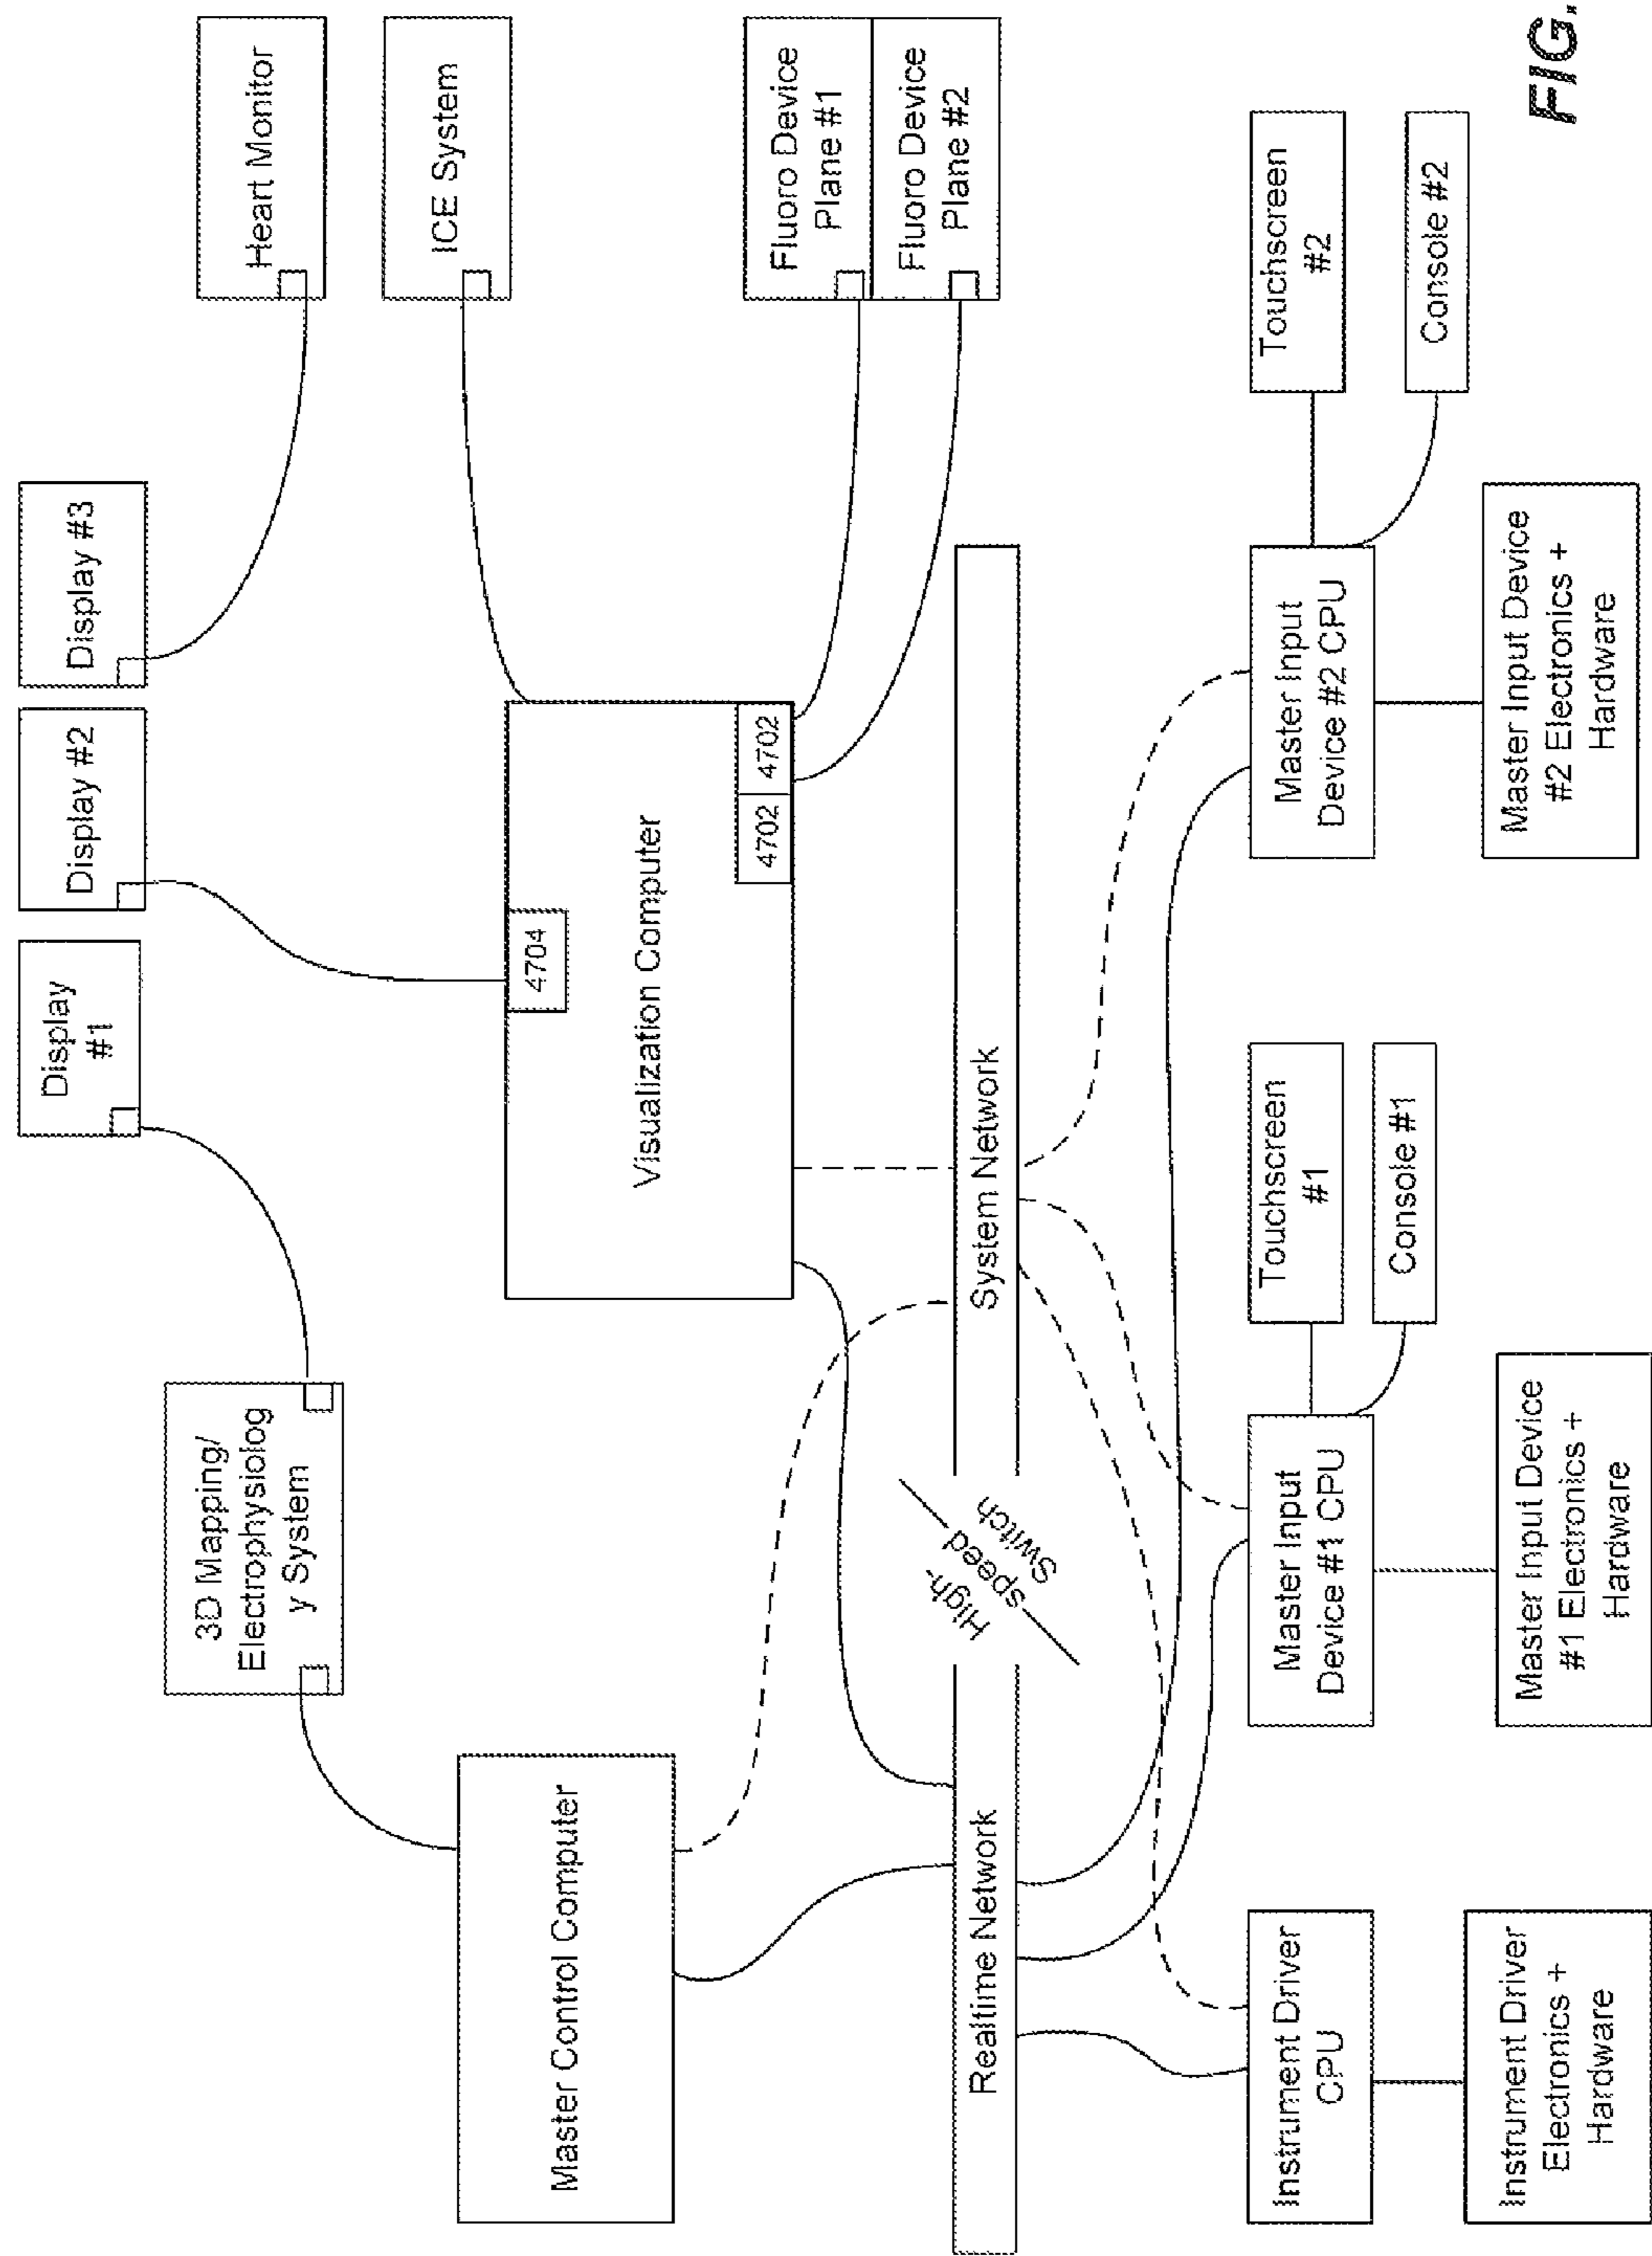 Display
#1
Display #2
Display #3
3D Mapping/
Electrophysiolog
y System
Heart Monitor
Master Control Computer
4704
Visualization Computer
4702
4702
ICE System
Fluoro Device
Plane #1
Fluoro Device
Plane #2
Realtime Network
High-
speed
Switch
System Network
Instrument Driver
CPU
Instrument Driver
Electronics +
Hardware
Master Input
Device #1 CPU
Touchscreen
#1
Console #1
Master Input Device
#1 Electronics +
Hardware
Master Input
Device #2 CPU
Touchscreen
#2
Console #2
Master Input Device
#2 Electronics +
Hardware
FIG.